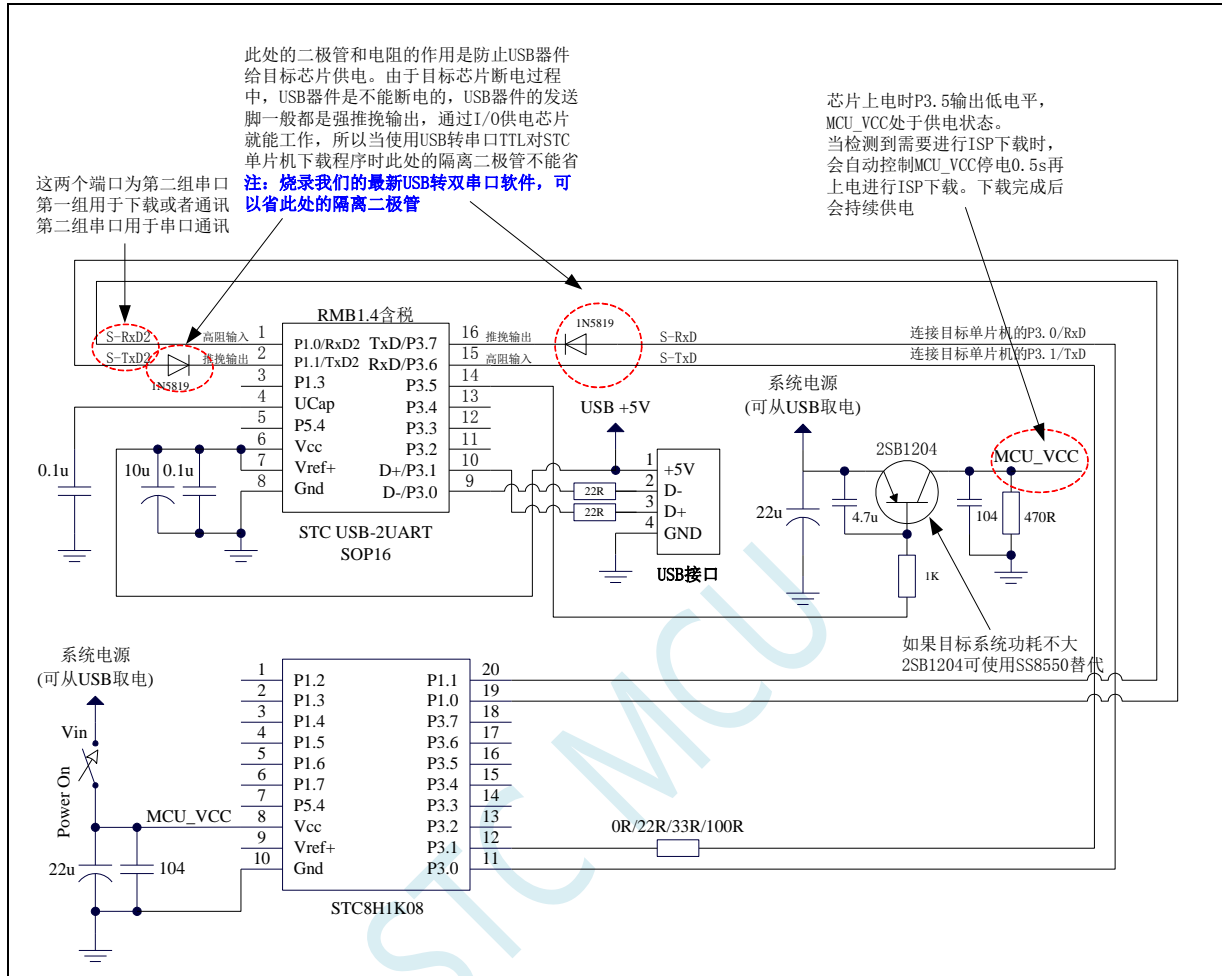 此处的二极管和电阻的作用是防止USB器件
给目标芯片供电。由于目标芯片断电过程
中，USB器件是不能断电的，USB器件的发送
脚一般都是强推挽输出，通过I/O供电芯片
就能工作，所以当使用USB转串口TTL对STC
单片机下载程序时此处的隔离二极管不能省
注：烧录我们的最新USB转双串口软件，可
以省此处的隔离二极管
芯片上电时P3.5输出低电平，
MCU_VCC处于供电状态。
当检测到需要进行ISP下载时，
会自动控制MCU_VCC停电0.5s再
上电进行ISP下载。下载完成后
会持续供电
这两个端口为第二组串口
第一组用于下载或者通讯
第二组串口用于串口通讯
RMB1.4含税
S-RxD2
高阻输入
1
P1.0/RxD2
TxD/P3.7
16
推挽输出
1N5819
S-RxD
连接目标单片机的P3.0/RxD
S-TxD2
1N5819
推挽输出
2
P1.1/TxD2
RxD/P3.6
15
高阻输入
S-TxD
连接目标单片机的P3.1/TxD
3
P1.3
P3.5
14
4
UCap
P3.4
13
5
P5.4
P3.3
12
6
Vcc
P3.2
11
7
Vref+
D+/P3.1
10
8
Gnd
D-/P3.0
9
STC USB-2UART
SOP16
0.1u
10u
0.1u
22R
22R
USB +5V
1
+5V
2
D-
3
D+
4
GND
USB接口
系统电源
(可从USB取电)
2SB1204
MCU_VCC
22u
4.7u
104
470R
1K
如果目标系统功耗不大
2SB1204可使用SS8550替代
系统电源
(可从USB取电)
Vin
Power On
MCU_VCC
22u
104
1
P1.2
P1.1
20
2
P1.3
P1.0
19
3
P1.4
P3.7
18
4
P1.5
P3.6
17
5
P1.6
P3.5
16
6
P1.7
P3.4
15
7
P5.4
P3.3
14
8
Vcc
P3.2
13
9
Vref+
P3.1
12
10
Gnd
P3.0
11
0R/22R/33R/100R
STC8H1K08
STC MCU